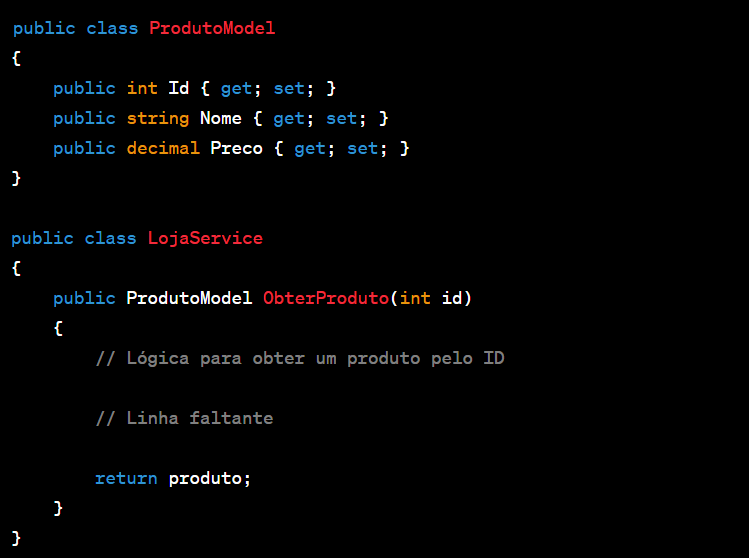 public class ProdutoModel
{
    public int Id { get; set; }
    public string Nome { get; set; }
    public decimal Preco { get; set; }
}

public class LojaService
{
    public ProdutoModel ObterProduto(int id)
    {
        // Lógica para obter um produto pelo ID

        // Linha faltante

        return produto;
    }
}